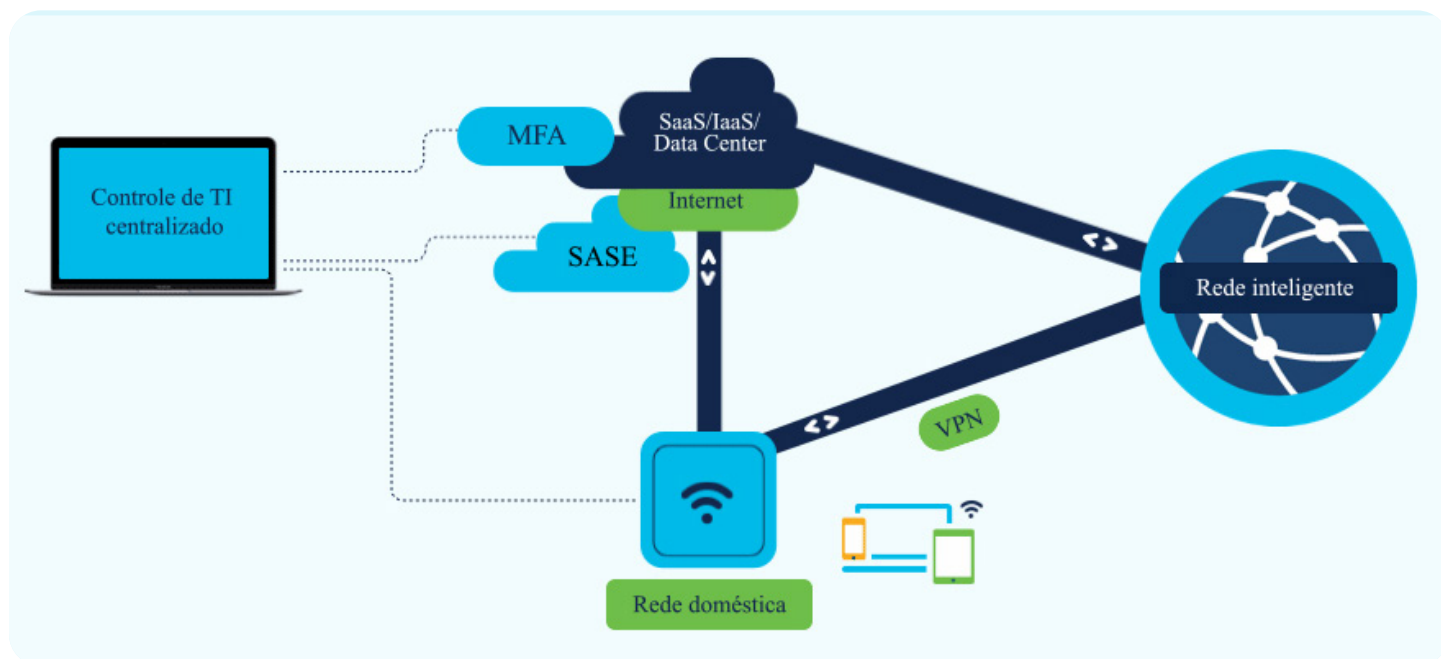 Controle de TI
centralizado
MFA
SaaS/IaaS/
Data Center
Internet
SASE
Rede inteligente
VPN
Rede doméstica